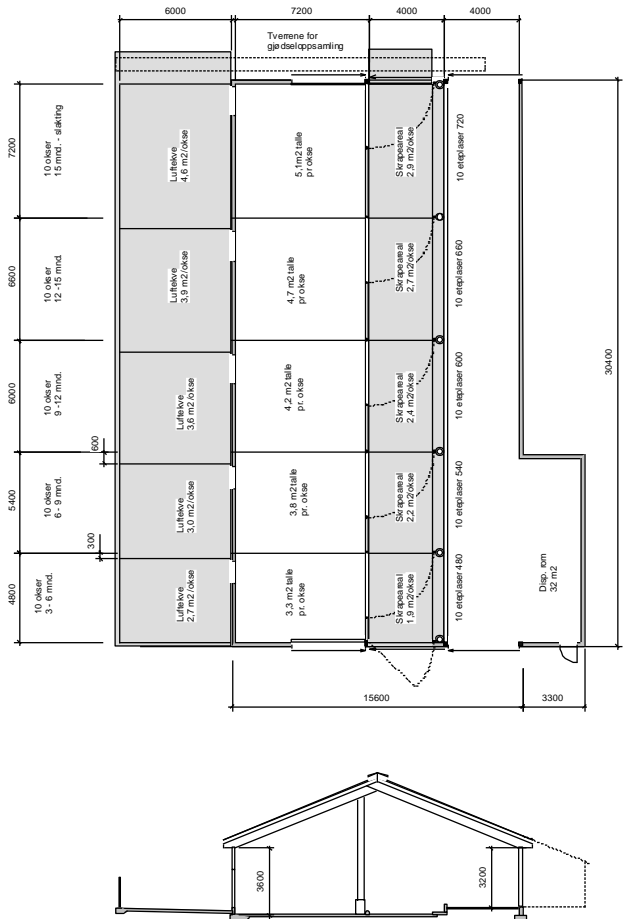 6000
7200
4000
4000
Tverrene for
gjødseloppsamling
7200
10 okser
15 mnd. - slakting
Luftekve
4,6 m2/okse
5,1m2 talle
pr okse
Skrapeareal
2,9 m2/okse
10 eteplaser 720
6600
10 okser
12 -15 mnd.
Luftekve
3,9 m2/okse
4,7 m2 talle
pr okse
Skrapeareal
2,7 m2/okse
10 eteplaser 660
30400
6000
10 okser
9 -12 mnd.
Luftekve
3,6 m2/okse
4,2 m2 talle
pr. okse
Skrapeareal
2,4 m2/okse
10 eteplaser 600
600
5400
10 okser
6 - 9 mnd.
Luftekve
3,0 m2/okse
3,8 m2 talle
pr. okse
Skrapeareal
2,2 m2/okse
10 eteplaser 540
300
4800
10 okser
3 - 6 mnd.
Luftekve
2,7 m2/okse
3,3 m2 talle
pr. okse
Skrapeareal
1,9 m2/okse
10 eteplaser 480
Disp. rom
32 m2
15600
3300
3600
3200